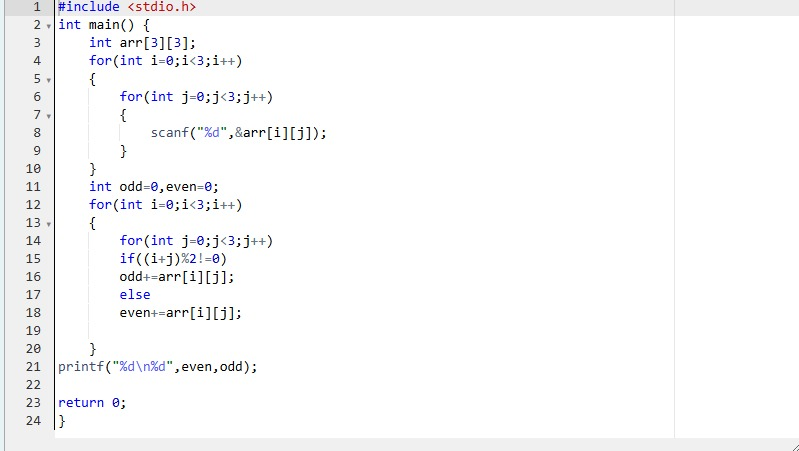 1 #include <stdio.h>
2 int main() {
3     int arr[3][3];
4     for(int i=0;i<3;i++)
5     {
6         for(int j=0;j<3;j++)
7         {
8             scanf("%d",&arr[i][j]);
9         }
10     }
11     int odd=0,even=0;
12     for(int i=0;i<3;i++)
13     {
14         for(int j=0;j<3;j++)
15         if((i+j)%2!=0)
16         odd+=arr[i][j];
17         else
18         even+=arr[i][j];
19
20     }
21 printf("%d\n%d",even,odd);
22
23 return 0;
24 }